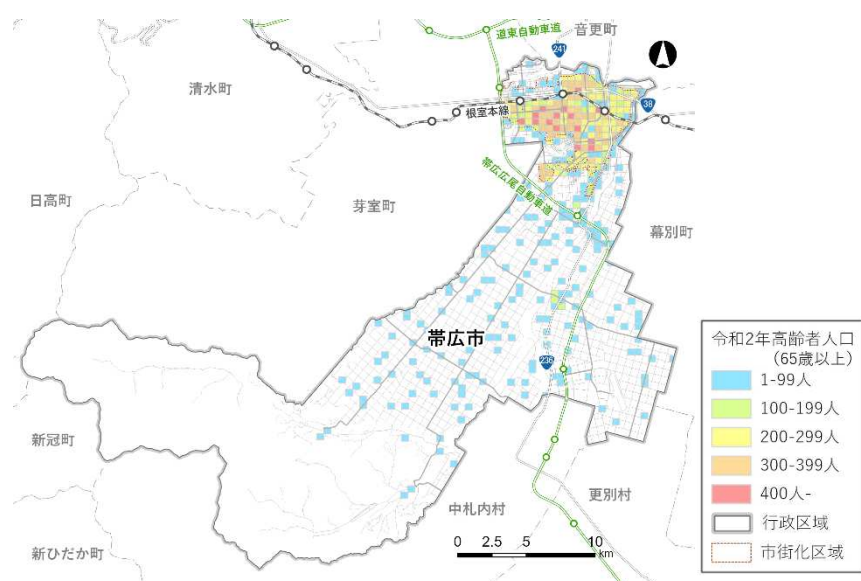 道東自動車道
音更町
241
清水町
根室本線
38
日高町
芽室町
帯広広尾自動車道
幕別町
帯広市
236
新冠町
中札内村
更別村
新ひだか町
0 2.5 5 10
km
令和2年高齢者人口
(65歳以上)
1-99人
100-199人
200-299人
300-399人
400人-
行政区域
市街化区域